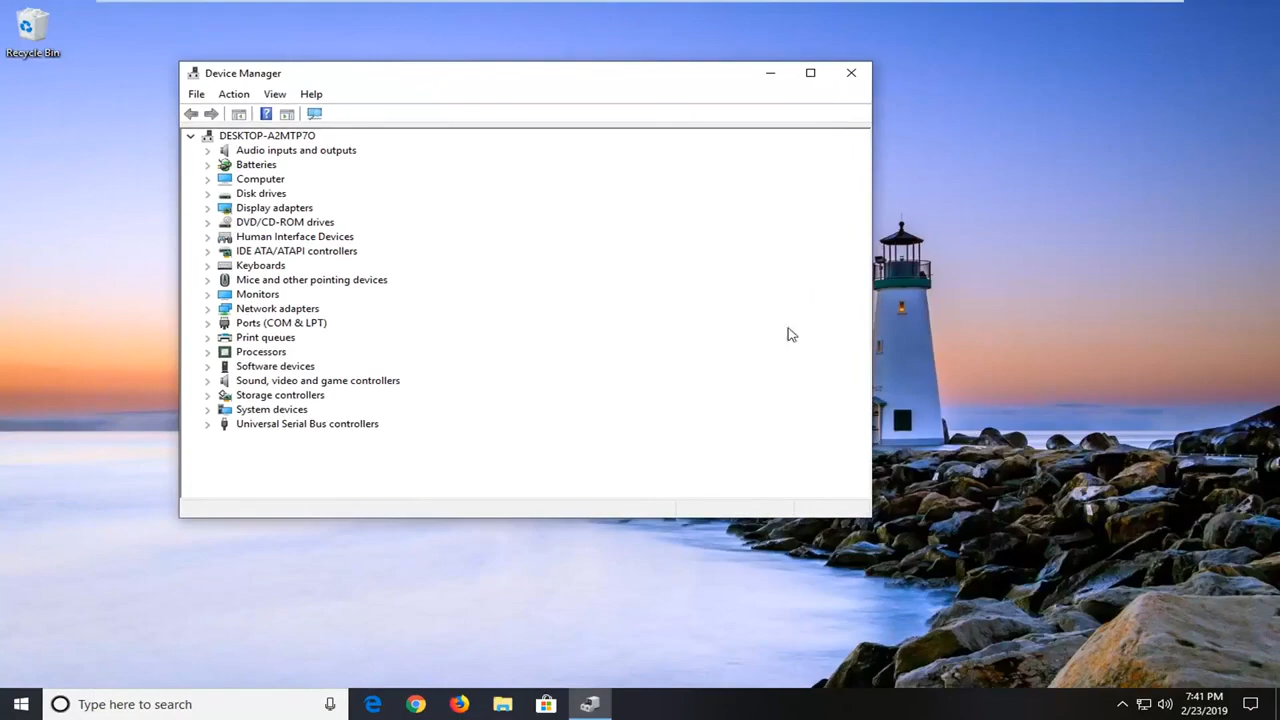 Recycle Bin
Device Manager
File Action View Help
DESKTOP-A2MTP7O
Audio inputs and outputs
Batteries
Computer
Disk drives
Display adapters
DVD/CD-ROM drives
Human Interface Devices
IDE ATA/ATAPI controllers
Keyboards
Mice and other pointing devices
Monitors
Network adapters
Ports (COM & LPT)
Print queues
Processors
Software devices
Sound, video and game controllers
Storage controllers
System devices
Universal Serial Bus controllers
Type here to search
7:41 PM
2/23/2019